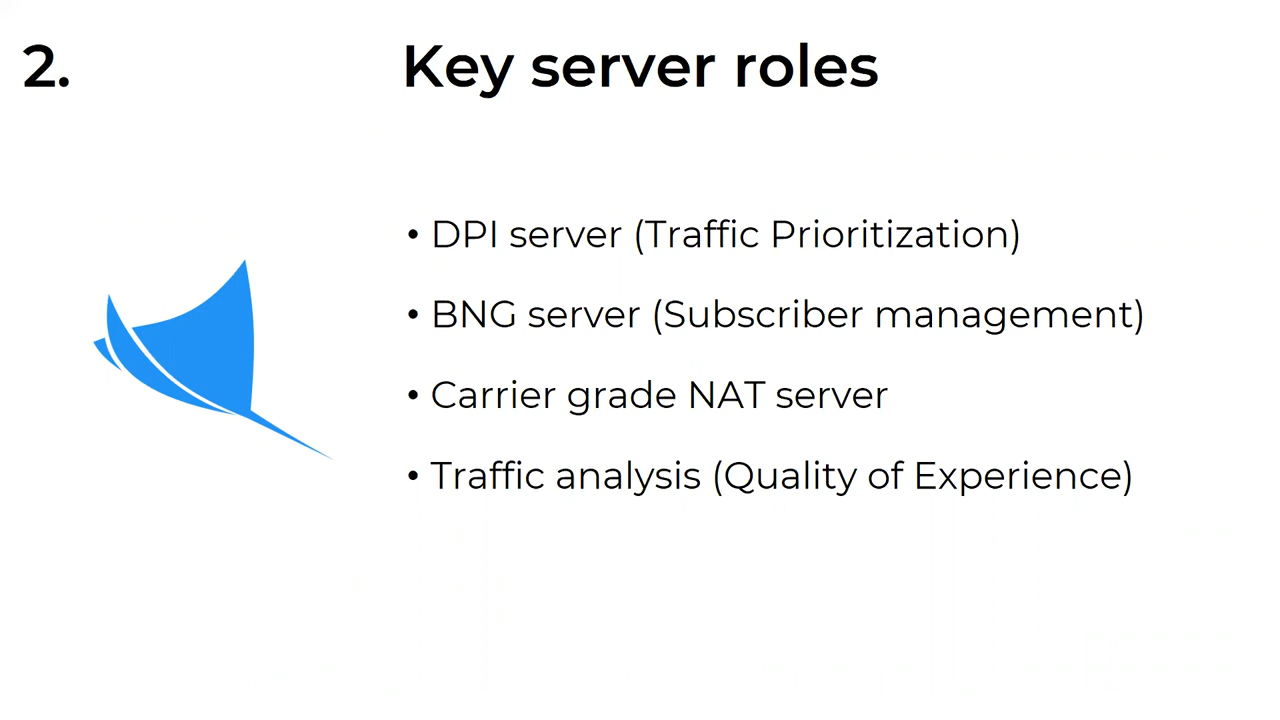 2.
Key server roles
• DPI server (Traffic Prioritization)
• BNG server (Subscriber management)
• Carrier grade NAT server
• Traffic analysis (Quality of Experience)